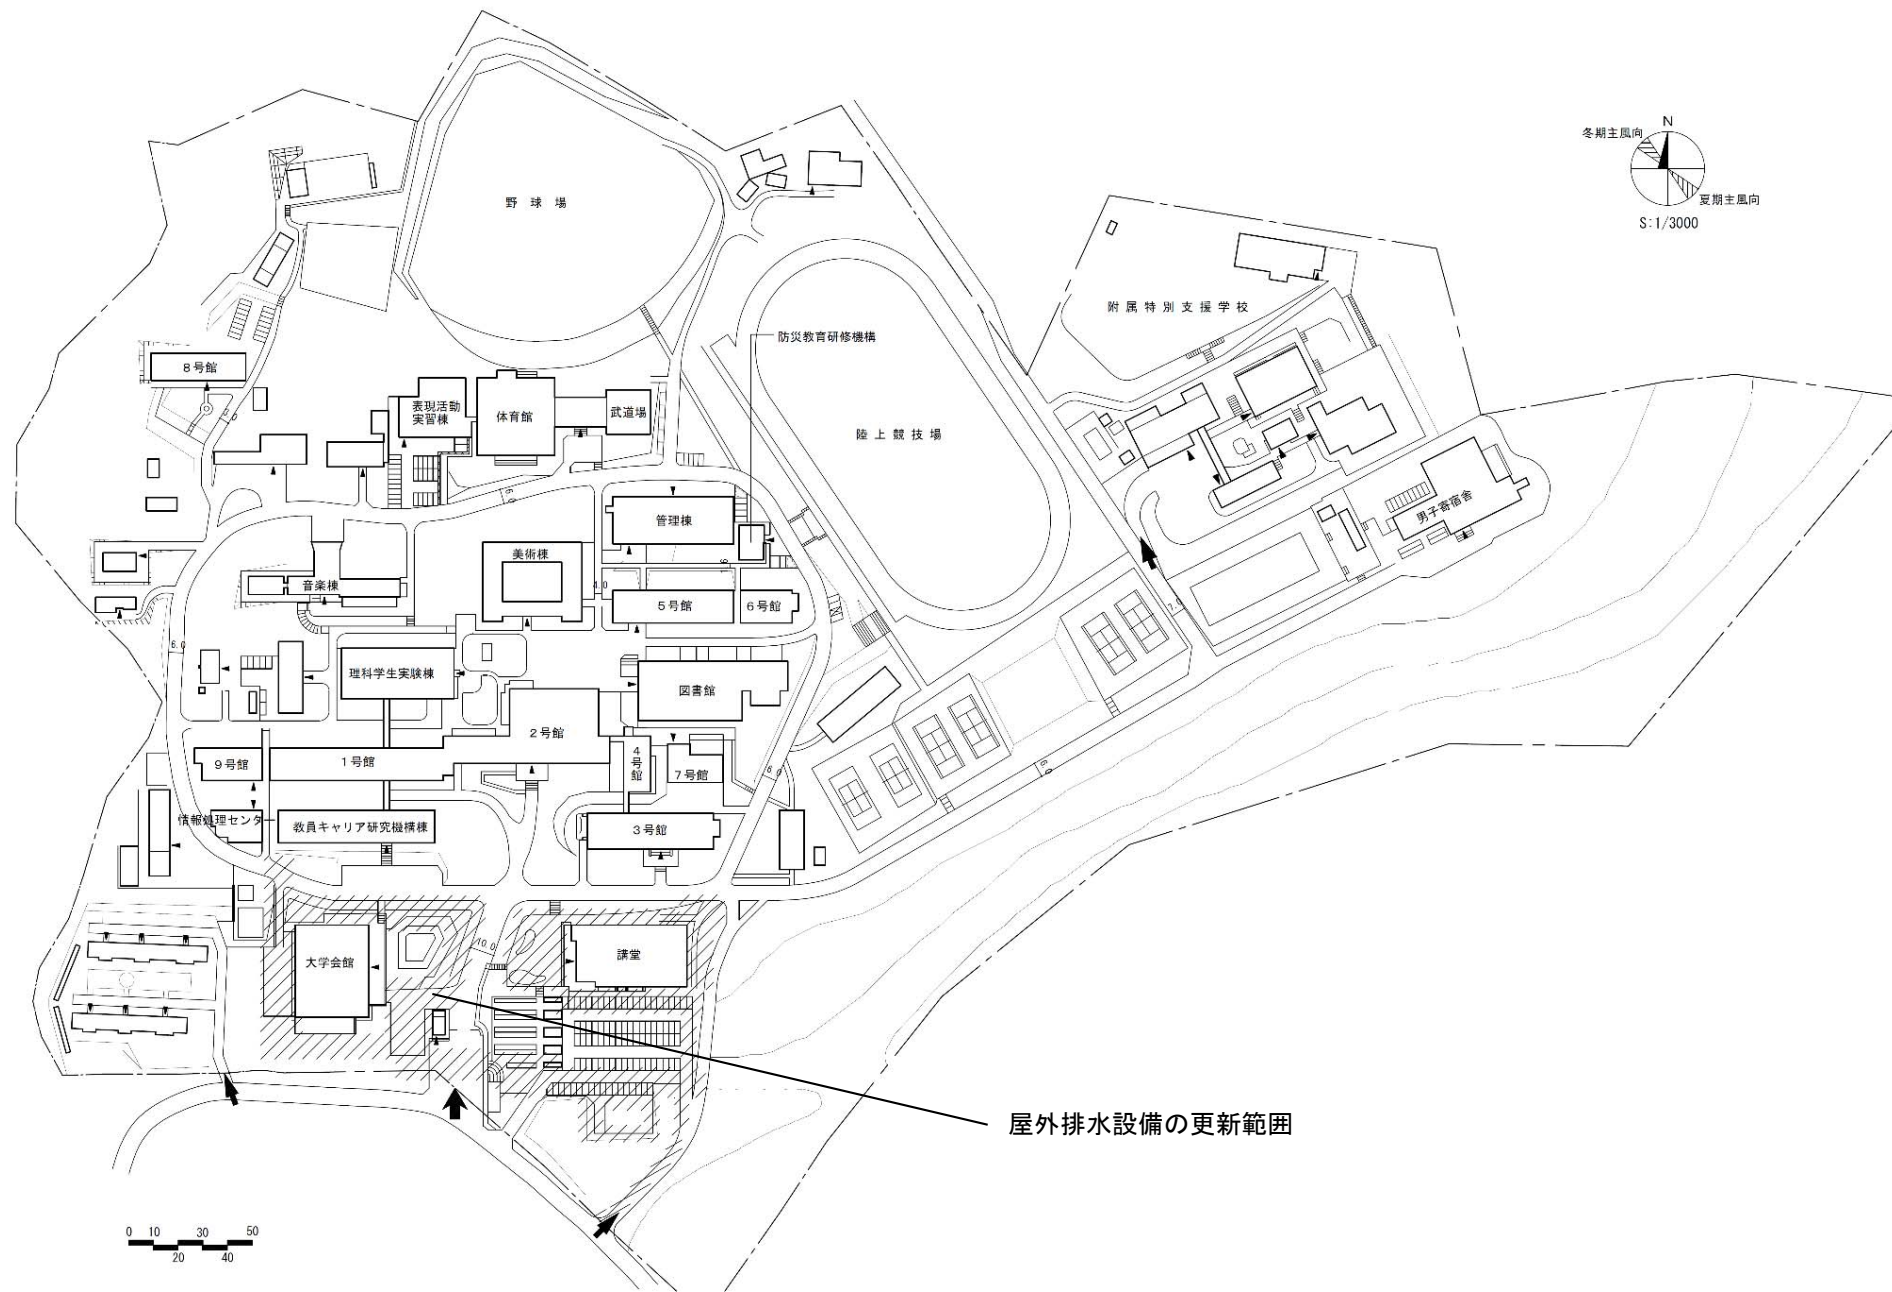 N
冬期主風向
夏期主風向
S:1/3000
野球場
附属特別支援学校
防災教育研修機構
8号館
表現活動
実習棟
体育館
武道場
陸上競技場
3.0
6.0
男子寄宿舎
管理棟
美術棟
6
音楽棟
4.0
5号館
6号館
7.0
6.0
理科学生実験棟
図書館
2号館
4号館
9号館
1号館
7号館
6.0
6.0
情報処理センター
教員キャリア研究機構棟
3号館
10.0
大学会館
講堂
屋外排水設備の更新範囲
0 10 30 50
20 40